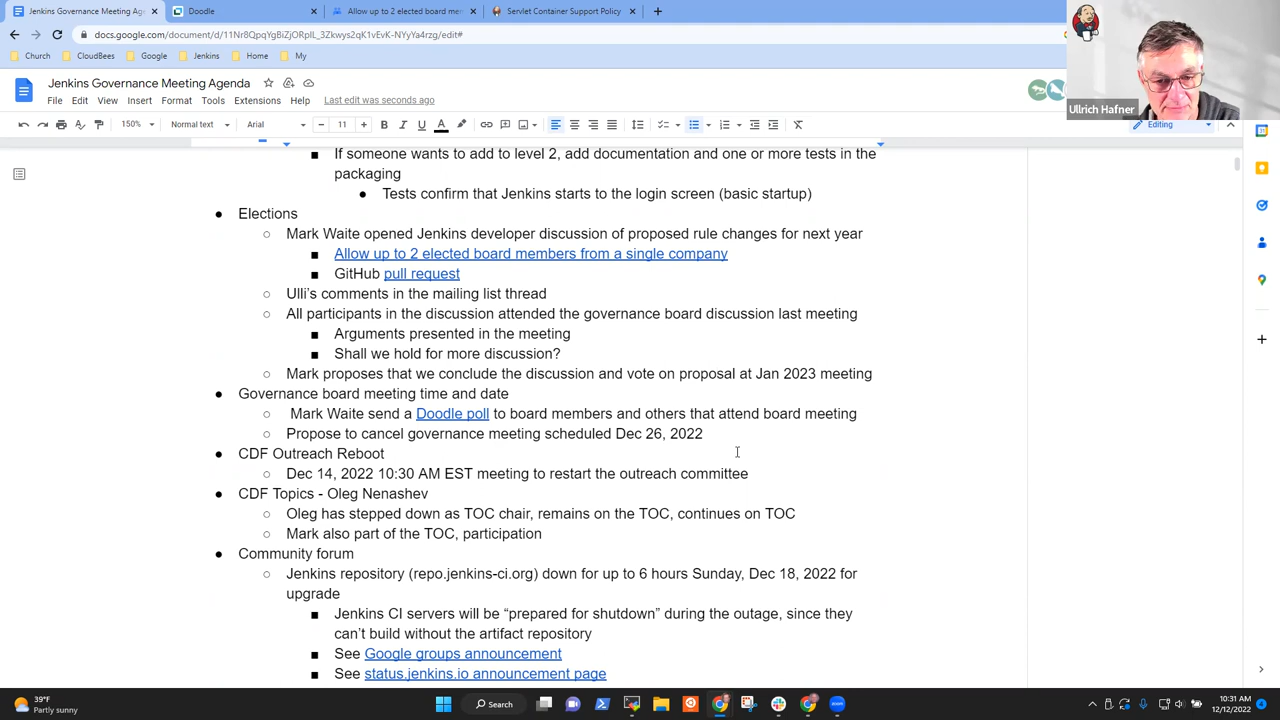 Jenkins Governance Meeting Age
Doodle
Allow up to 2 elected board mem
Servlet Container Support Policy
docs.google.com/document/d/11Nr8QpqYgBiZjORpIL_3Zkwys2qK1vEvK-NYyYa4rzg/edit#
Church
CloudBees
Google
Jenkins
Home
My
Jenkins Governance Meeting Agenda
File Edit View Insert Format Tools Extensions Help Last edit was seconds ago
150% Normal text Arial 11 Editing
Ullrich Hafner
If someone wants to add to level 2, add documentation and one or more tests in the
packaging
Tests confirm that Jenkins starts to the login screen (basic startup)
Elections
Mark Waite opened Jenkins developer discussion of proposed rule changes for next year
Allow up to 2 elected board members from a single company
GitHub pull request
Ulli's comments in the mailing list thread
All participants in the discussion attended the governance board discussion last meeting
Arguments presented in the meeting
Shall we hold for more discussion?
Mark proposes that we conclude the discussion and vote on proposal at Jan 2023 meeting
Governance board meeting time and date
Mark Waite send a Doodle poll to board members and others that attend board meeting
Propose to cancel governance meeting scheduled Dec 26, 2022
CDF Outreach Reboot
Dec 14, 2022 10:30 AM EST meeting to restart the outreach committee
CDF Topics - Oleg Nenashev
Oleg has stepped down as TOC chair, remains on the TOC, continues on TOC
Mark also part of the TOC, participation
Community forum
Jenkins repository (repo.jenkins-ci.org) down for up to 6 hours Sunday, Dec 18, 2022 for
upgrade
Jenkins CI servers will be “prepared for shutdown” during the outage, since they
can't build without the artifact repository
See Google groups announcement
See status.jenkins.io announcement page
39°F
Partly sunny
Search
10:31 AM
12/12/2022